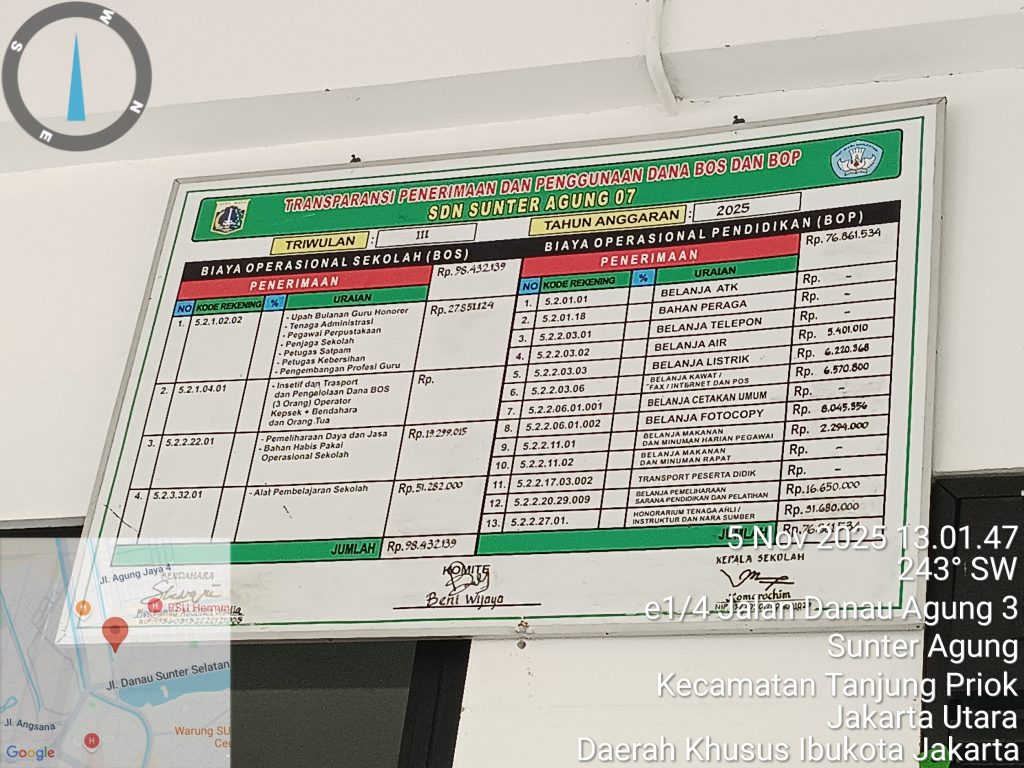 TRANSPARANSI PENERIMAAN DAN PENGGUNAAN DANA BOS DAN BOP
SDN SUNTER AGUNG 07
TRIWULAN : III
TAHUN ANGGARAN : 2025
BIAYA OPERASIONAL SEKOLAH (BOS)
PENERIMAAN Rp. 98.432.139
NO KODE REKENING % URAIAN
1. 5.2.1.02.02 - Upah Bulanan Guru Honorer Rp. 27.851.124
- Tenaga Administrasi
- Pegawai Perpustakaan
- Penjaga Sekolah
- Petugas Satpam
- Petugas Kebersihan
- Pengembangan Profesi Guru
2. 5.2.1.04.01 - Insetif dan Trasport Rp.
dan Pengelolaan Dana BOS
(3 Orang) Operator
Kepsek + Bendahara
dan Orang Tua
3. 5.2.2.22.01 - Pemeliharaan Daya dan Jasa Rp. 19.299.015
- Bahan Habis Pakai
Operasional Sekolah
4. 5.2.3.32.01 - Alat Pembelajaran Sekolah Rp. 51.282.000
JUMLAH Rp. 98.432.139
BIAYA OPERASIONAL PENDIDIKAN (BOP)
PENERIMAAN Rp. 76.861.534
NO KODE REKENING % URAIAN
1. 5.2.01.01 BELANJA ATK Rp. -
2. 5.2.01.18 BAHAN PERAGA Rp. -
3. 5.2.2.03.01 BELANJA TELEPON Rp. -
4. 5.2.2.03.02 BELANJA AIR Rp. 5.401.010
5. 5.2.2.03.03 BELANJA LISTRIK Rp. 6.220.368
6. 5.2.2.03.06 BELANJA KAWAT / Rp. 6.570.800
FAX / INTERNET DAN POS
7. 5.2.2.06.01.001 BELANJA CETAKAN UMUM Rp. -
8. 5.2.2.06.01.002 BELANJA FOTOCOPY Rp. 8.045.356
9. 5.2.2.11.01 BELANJA MAKANAN Rp. 2.294.000
DAN MINUMAN HARIAN PEGAWAI
10. 5.2.2.11.02 BELANJA MAKANAN Rp. -
DAN MINUMAN RAPAT
11. 5.2.2.17.03.002 TRANSPORT PESERTA DIDIK Rp. -
12. 5.2.2.20.29.009 BELANJA PEMELIHARAAN Rp. 16.650.000
SARANA PENDIDIKAN DAN PELATIHAN
13. 5.2.2.27.01. HONORARIUM TENAGA AHLI / Rp. 31.680.000
INSTRUKTUR DAN NARA SUMBER
JUMLAH Rp. 76.861.534
BENDAHARA
KOMITE
Beni Wijaya
KEPALA SEKOLAH
Komarochim
S
W
N
E
Jl. Agung Jaya 4
RSU Hermina
Jl. Danau Sunter Selatan
Jl. Angsana
Warung
Google
5 Nov 2025 13.01.47
243° SW
e1/4 Jalan Danau Agung 3
Sunter Agung
Kecamatan Tanjung Priok
Jakarta Utara
Daerah Khusus Ibukota Jakarta